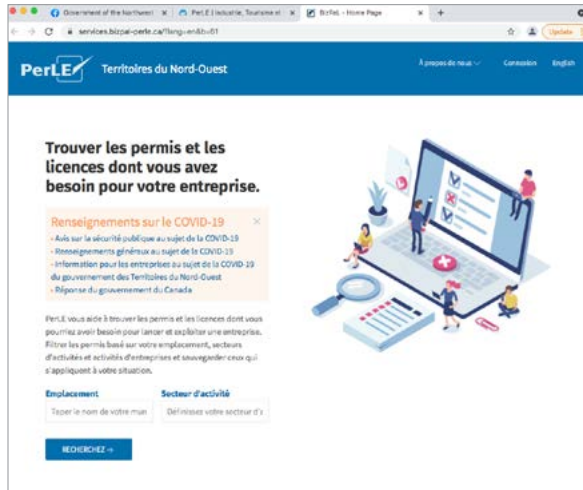 Government of the Northwest
PerLE | Industrie, Tourisme et
BizPaL - Home Page
services.bizpal-perle.ca/?lang=en&b=61
Update
PerLE Territoires du Nord-Ouest
À propos de nous
Connexion
English
Trouver les permis et les
licences dont vous avez
besoin pour votre entreprise.
Renseignements sur le COVID-19
- Avis sur la sécurité publique au sujet de la COVID-19
- Renseignements généraux au sujet de la COVID-19
- Information pour les entreprises au sujet de la COVID-19
du gouvernement des Territoires du Nord-Ouest
- Réponse du gouvernement du Canada
PerLE vous aide à trouver les permis et les licences dont vous
pourriez avoir besoin pour lancer et exploiter une entreprise.
Filtrer les permis basé sur votre emplacement, secteurs
d'activités et activités d'entreprises et sauvegarder ceux qui
s'appliquent à votre situation.
Emplacement
Secteur d'activité
Taper le nom de votre mun
Définissez votre secteur d'a
RECHERCHEZ →